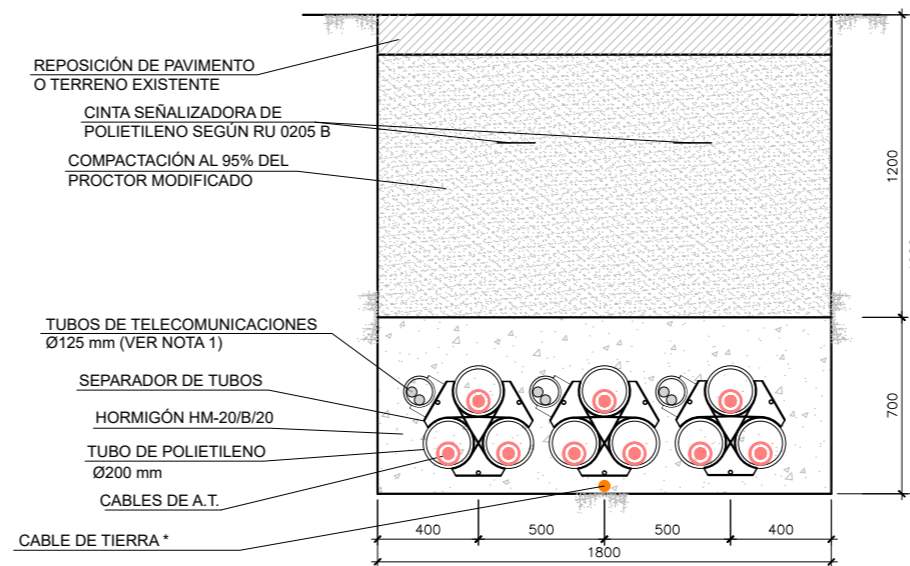 REPOSICIÓN DE PAVIMENTO
O TERRENO EXISTENTE
CINTA SEÑALIZADORA DE
POLIETILENO SEGÚN RU 0205 B
COMPACTACIÓN AL 95% DEL
PROCTOR MODIFICADO
1200
TUBOS DE TELECOMUNICACIONES
Ø125 mm (VER NOTA 1)
SEPARADOR DE TUBOS
HORMIGÓN HM-20/B/20
TUBO DE POLIETILENO
Ø200 mm
CABLES DE A.T.
CABLE DE TIERRA *
700
400
500
500
400
1800